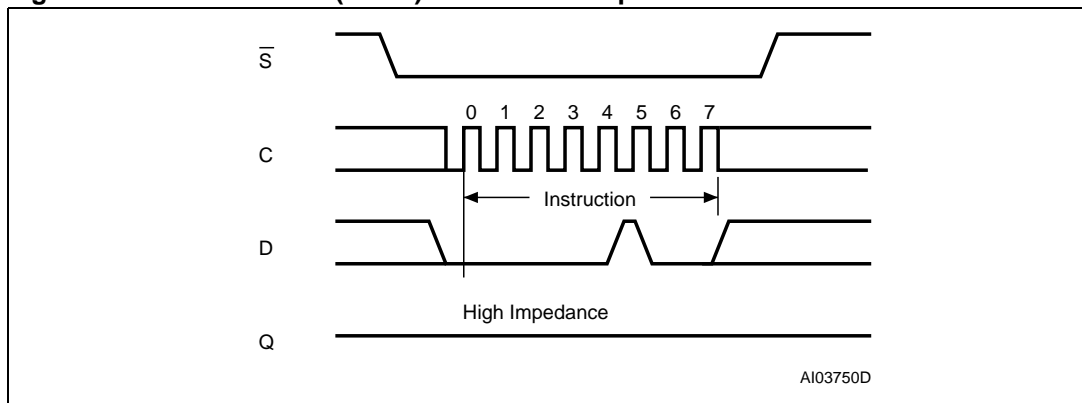 S̅
0 1 2 3 4 5 6 7
C
Instruction
D
High Impedance
Q
AI03750D